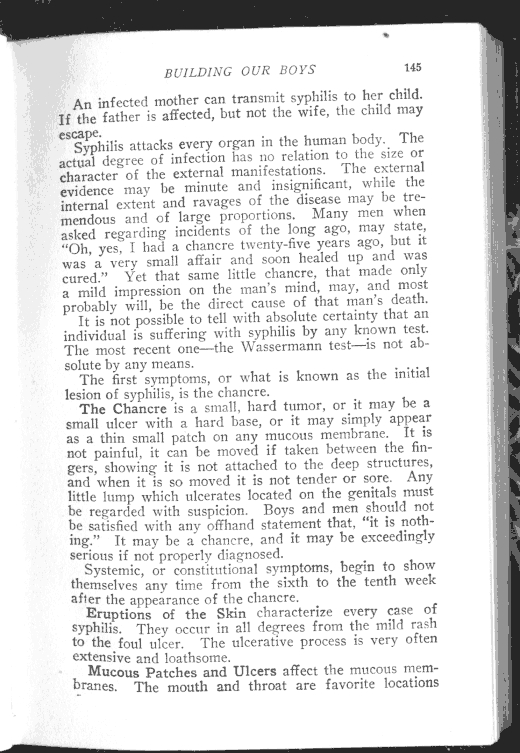 BUILDING OUR BOYS 145
An infected mother can transmit syphilis to her child.
If the father is affected, but not the wife, the child may
escape.
Syphilis attacks every organ in the human body. The
actual degree of infection has no relation to the size or
character of the external manifestations. The external
evidence may be minute and insignificant, while the
internal extent and ravages of the disease may be tre-
mendous and of large proportions. Many men when
asked regarding incidents of the long ago, may state,
“Oh, yes, I had a chancre twenty-five years ago, but it
was a very small affair and soon healed up and was
cured.” Yet that same little chancre, that made only
a mild impression on the man's mind, may, and most
probably will, be the direct cause of that man's death.
It is not possible to tell with absolute certainty that an
individual is suffering with syphilis by any known test.
The most recent one—the Wassermann test—is not ab-
solute by any means.
The first symptoms, or what is known as the initial
lesion of syphilis, is the chancre.
The Chancre is a small, hard tumor, or it may be a
small ulcer with a hard base, or it may simply appear
as a thin small patch on any mucous membrane. It is
not painful, it can be moved if taken between the fin-
gers, showing it is not attached to the deep structures,
and when it is so moved it is not tender or sore. Any
little lump which ulcerates located on the genitals must
be regarded with suspicion. Boys and men should not
be satisfied with any offhand statement that, “it is noth-
ing.” It may be a chancre, and it may be exceedingly
serious if not properly diagnosed.
Systemic, or constitutional symptoms, begin to show
themselves any time from the sixth to the tenth week
after the appearance of the chancre.
Eruptions of the Skin characterize every case of
syphilis. They occur in all degrees from the mild rash
to the foul ulcer. The ulcerative process is very often
extensive and loathsome.
Mucous Patches and Ulcers affect the mucous mem-
branes. The mouth and throat are favorite locations